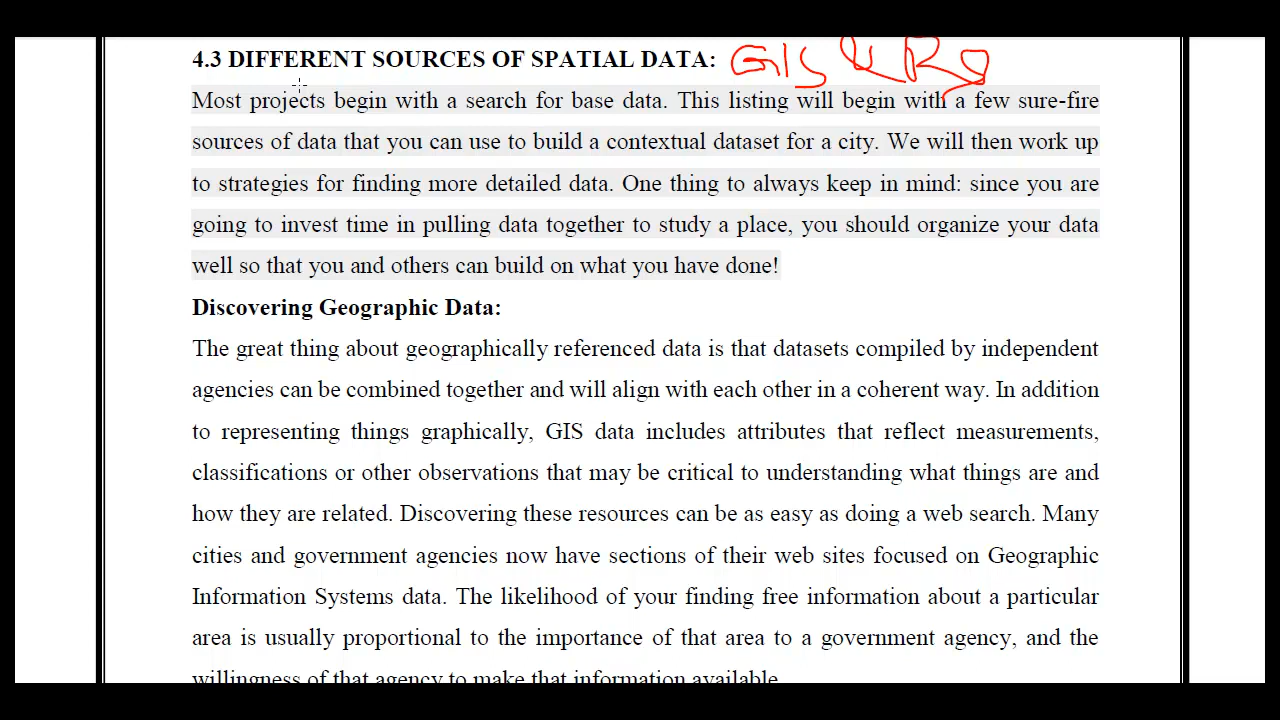 4.3 DIFFERENT SOURCES OF SPATIAL DATA: GIS & RS
Most projects begin with a search for base data. This listing will begin with a few sure-fire
sources of data that you can use to build a contextual dataset for a city. We will then work up
to strategies for finding more detailed data. One thing to always keep in mind: since you are
going to invest time in pulling data together to study a place, you should organize your data
well so that you and others can build on what you have done!
Discovering Geographic Data:
The great thing about geographically referenced data is that datasets compiled by independent
agencies can be combined together and will align with each other in a coherent way. In addition
to representing things graphically, GIS data includes attributes that reflect measurements,
classifications or other observations that may be critical to understanding what things are and
how they are related. Discovering these resources can be as easy as doing a web search. Many
cities and government agencies now have sections of their web sites focused on Geographic
Information Systems data. The likelihood of your finding free information about a particular
area is usually proportional to the importance of that area to a government agency, and the
willingness of that agency to make that information available.